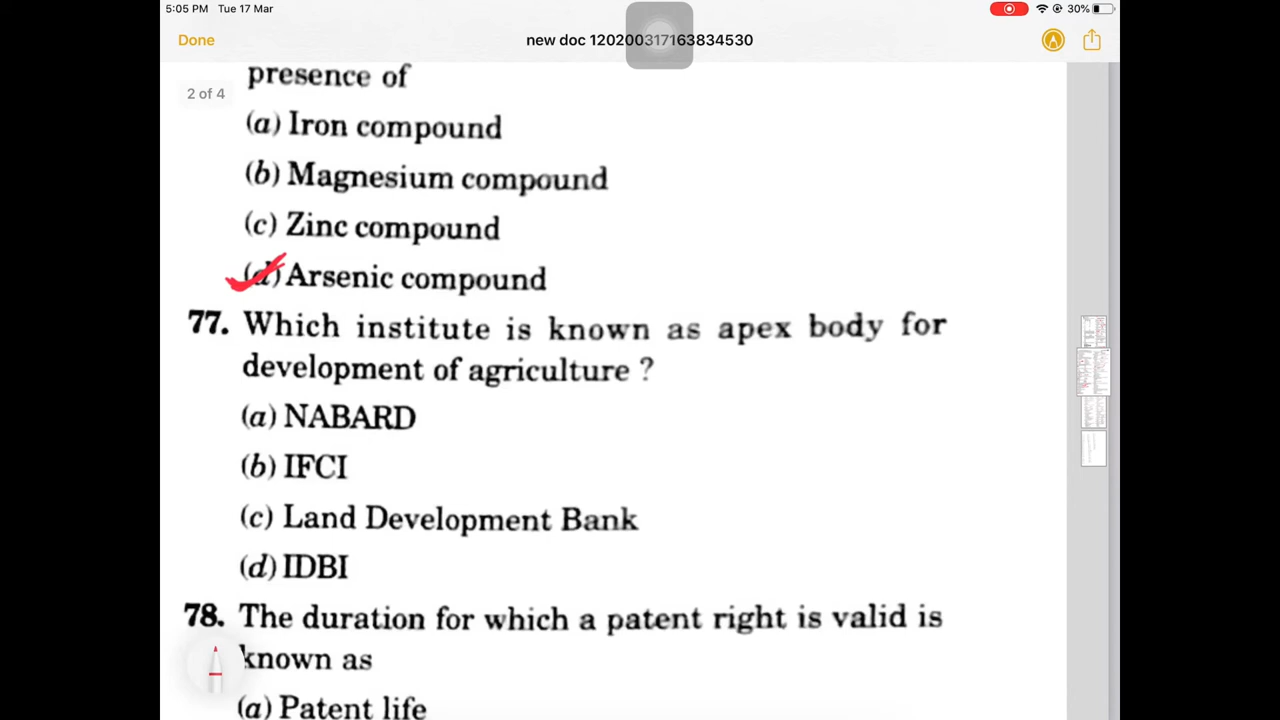 5:05 PM Tue 17 Mar
30%
Done
new doc 120200317163834530
presence of
2 of 4
(a) Iron compound
(b) Magnesium compound
(c) Zinc compound
(d) Arsenic compound
77. Which institute is known as apex body for
development of agriculture ?
(a) NABARD
(b) IFCI
(c) Land Development Bank
(d) IDBI
78. The duration for which a patent right is valid is
known as
(a) Patent life